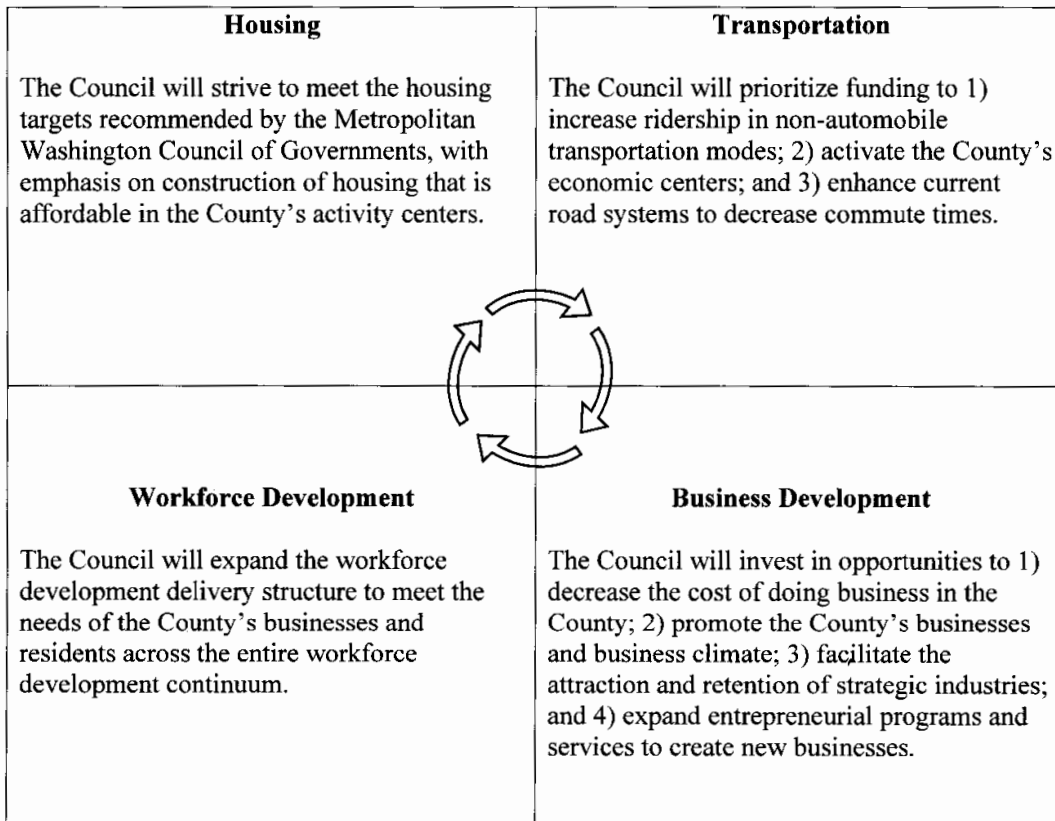 Housing
The Council will strive to meet the housing
targets recommended by the Metropolitan
Washington Council of Governments, with
emphasis on construction of housing that is
affordable in the County's activity centers.
Transportation
The Council will prioritize funding to 1)
increase ridership in non-automobile
transportation modes; 2) activate the County's
economic centers; and 3) enhance current
road systems to decrease commute times.
Workforce Development
The Council will expand the workforce
development delivery structure to meet the
needs of the County's businesses and
residents across the entire workforce
development continuum.
Business Development
The Council will invest in opportunities to 1)
decrease the cost of doing business in the
County; 2) promote the County's businesses
and business climate; 3) facilitate the
attraction and retention of strategic industries;
and 4) expand entrepreneurial programs and
services to create new businesses.